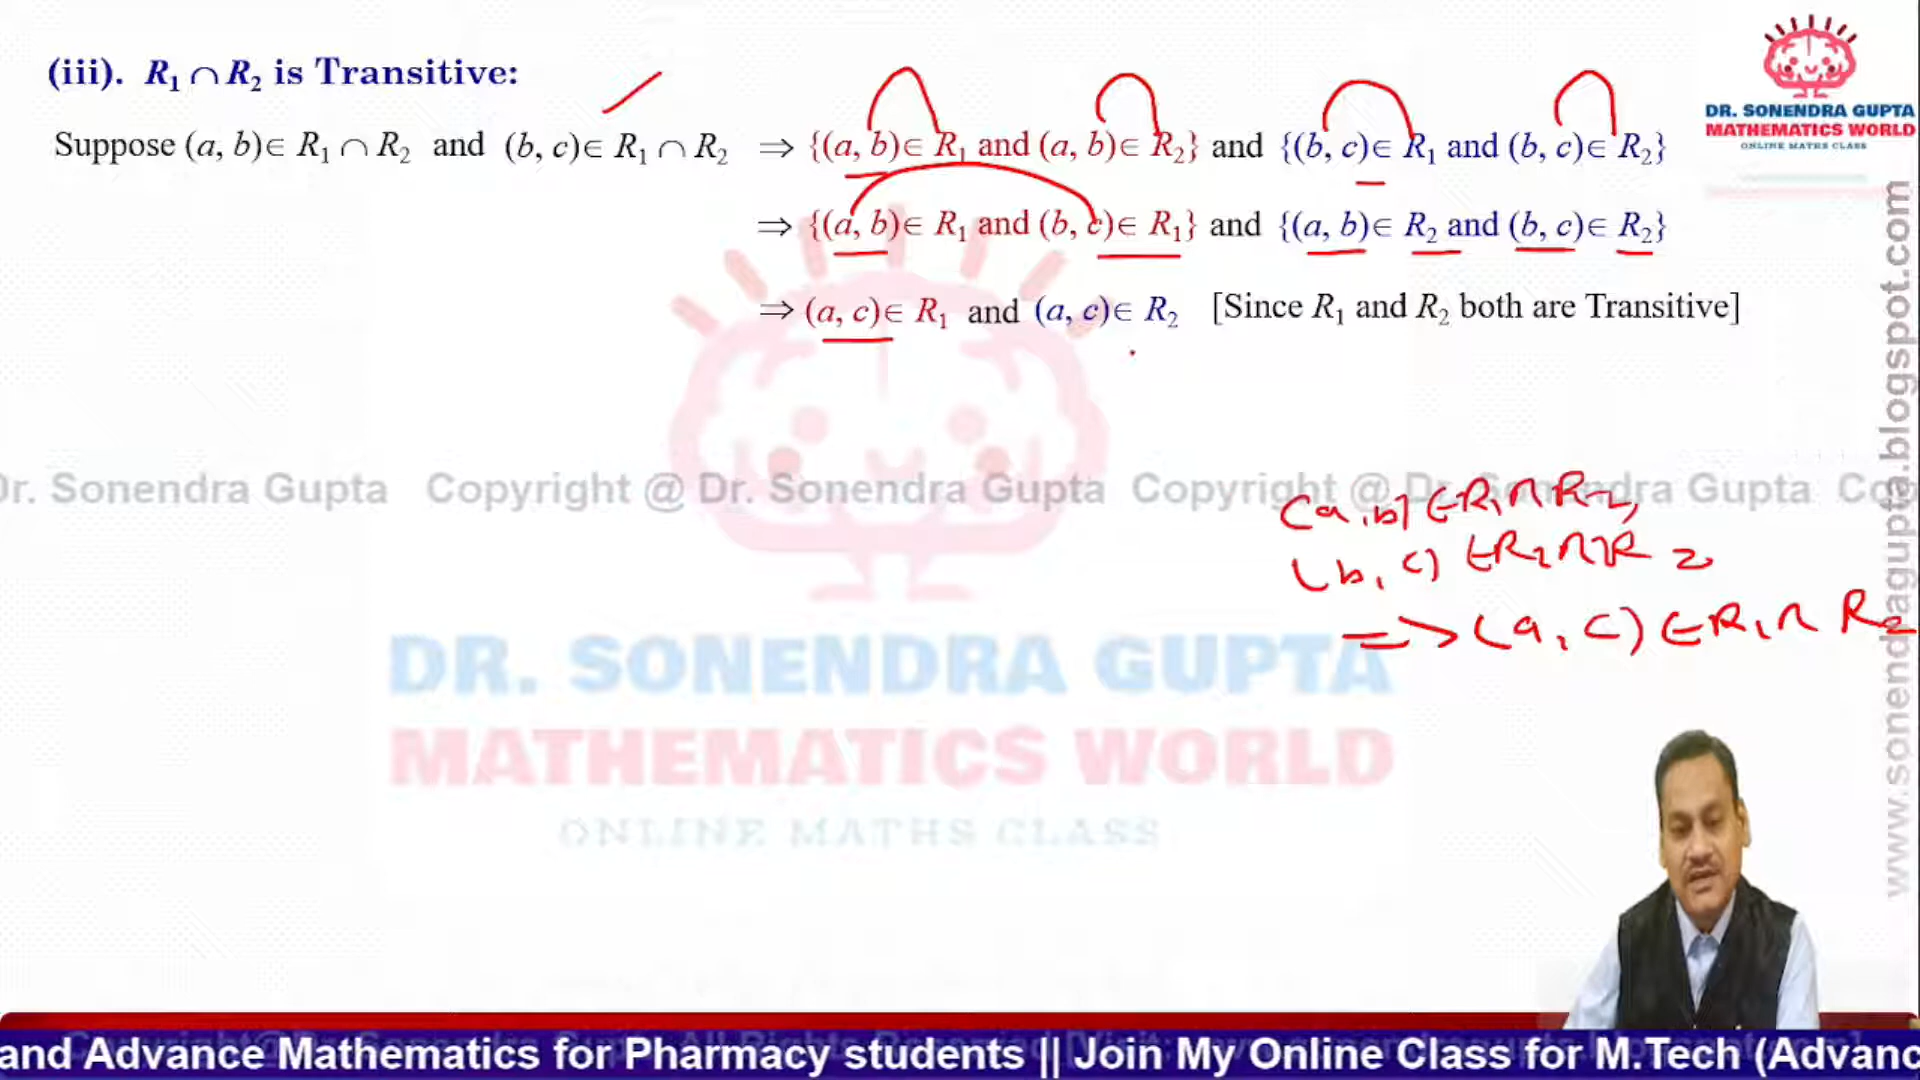 (iii). R₁ ∩ R₂ is Transitive:
Suppose (a, b)∈ R₁ ∩ R₂ and (b, c)∈ R₁ ∩ R₂ ⇒ {(a, b)∈ R₁ and (a, b)∈ R₂} and {(b, c)∈ R₁ and (b, c)∈ R₂}
⇒ {(a, b)∈ R₁ and (b, c)∈ R₁} and {(a, b)∈ R₂ and (b, c)∈ R₂}
⇒ (a, c)∈ R₁ and (a, c)∈ R₂ [Since R₁ and R₂ both are Transitive]
DR. SONENDRA GUPTA
MATHEMATICS WORLD
ONLINE MATHS CLASS
Dr. Sonendra Gupta Copyright @ Dr. Sonendra Gupta Copyright @ Dr. Sonendra Gupta
(a, b) ∈ R₁ ∩ R₂,
(b, c) ∈ R₁ ∩ R₂
⇒ (a, c) ∈ R₁ ∩ R₂
DR. SONENDRA GUPTA
MATHEMATICS WORLD
ONLINE MATHS CLASS
www.sonendragupta.blogspot.com
and Advance Mathematics for Pharmacy students || Join My Online Class for M.Tech (Advanc